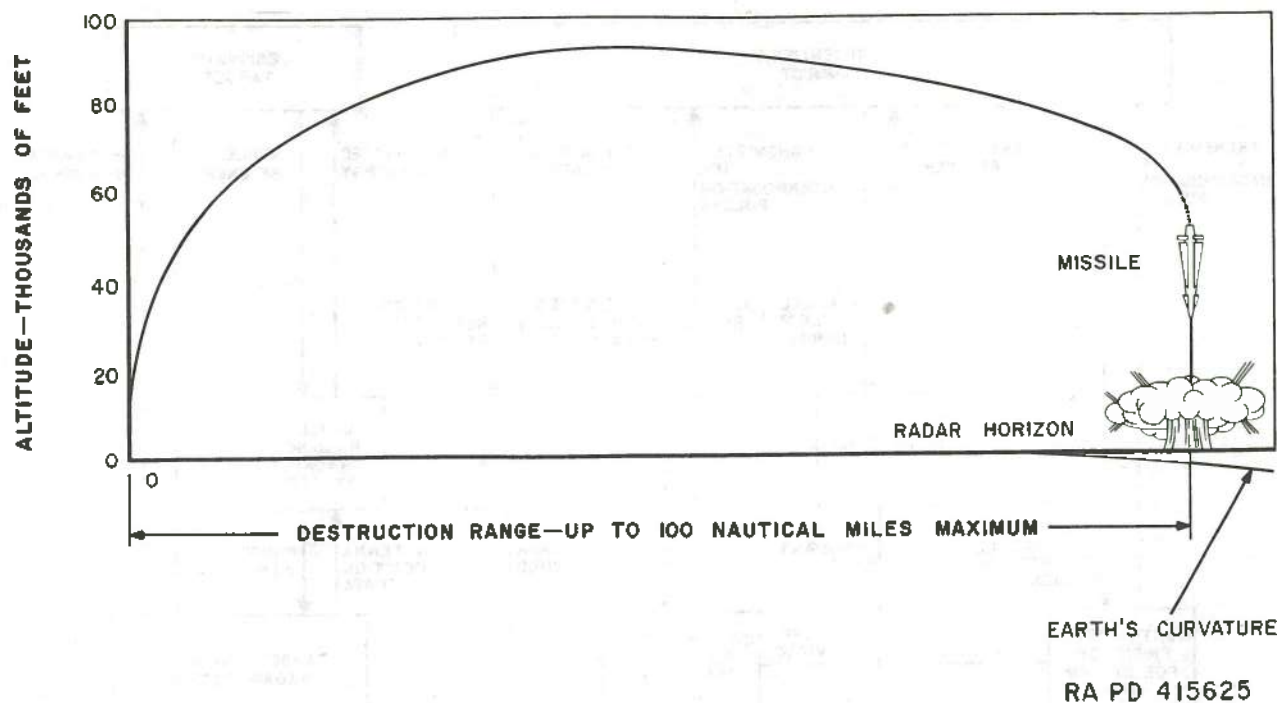 100
80
60
40
20
0
ALTITUDE—THOUSANDS OF FEET
MISSILE
RADAR HORIZON
0
DESTRUCTION RANGE—UP TO 100 NAUTICAL MILES MAXIMUM
EARTH'S CURVATURE
RA PD 415625